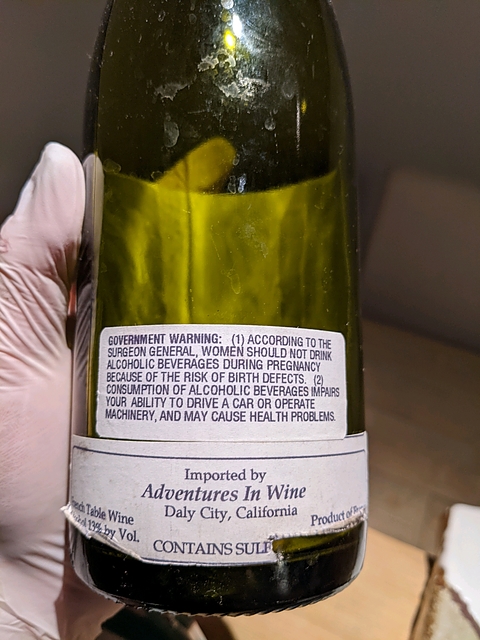 GOVERNMENT WARNING: (1) ACCORDING TO THE
SURGEON GENERAL, WOMEN SHOULD NOT DRINK
ALCOHOLIC BEVERAGES DURING PREGNANCY
BECAUSE OF THE RISK OF BIRTH DEFECTS. (2)
CONSUMPTION OF ALCOHOLIC BEVERAGES IMPAIRS
YOUR ABILITY TO DRIVE A CAR OR OPERATE
MACHINERY, AND MAY CAUSE HEALTH PROBLEMS.
Imported by
Adventures In Wine
Daly City, California
Table Wine
13% by Vol.
Product of
CONTAINS